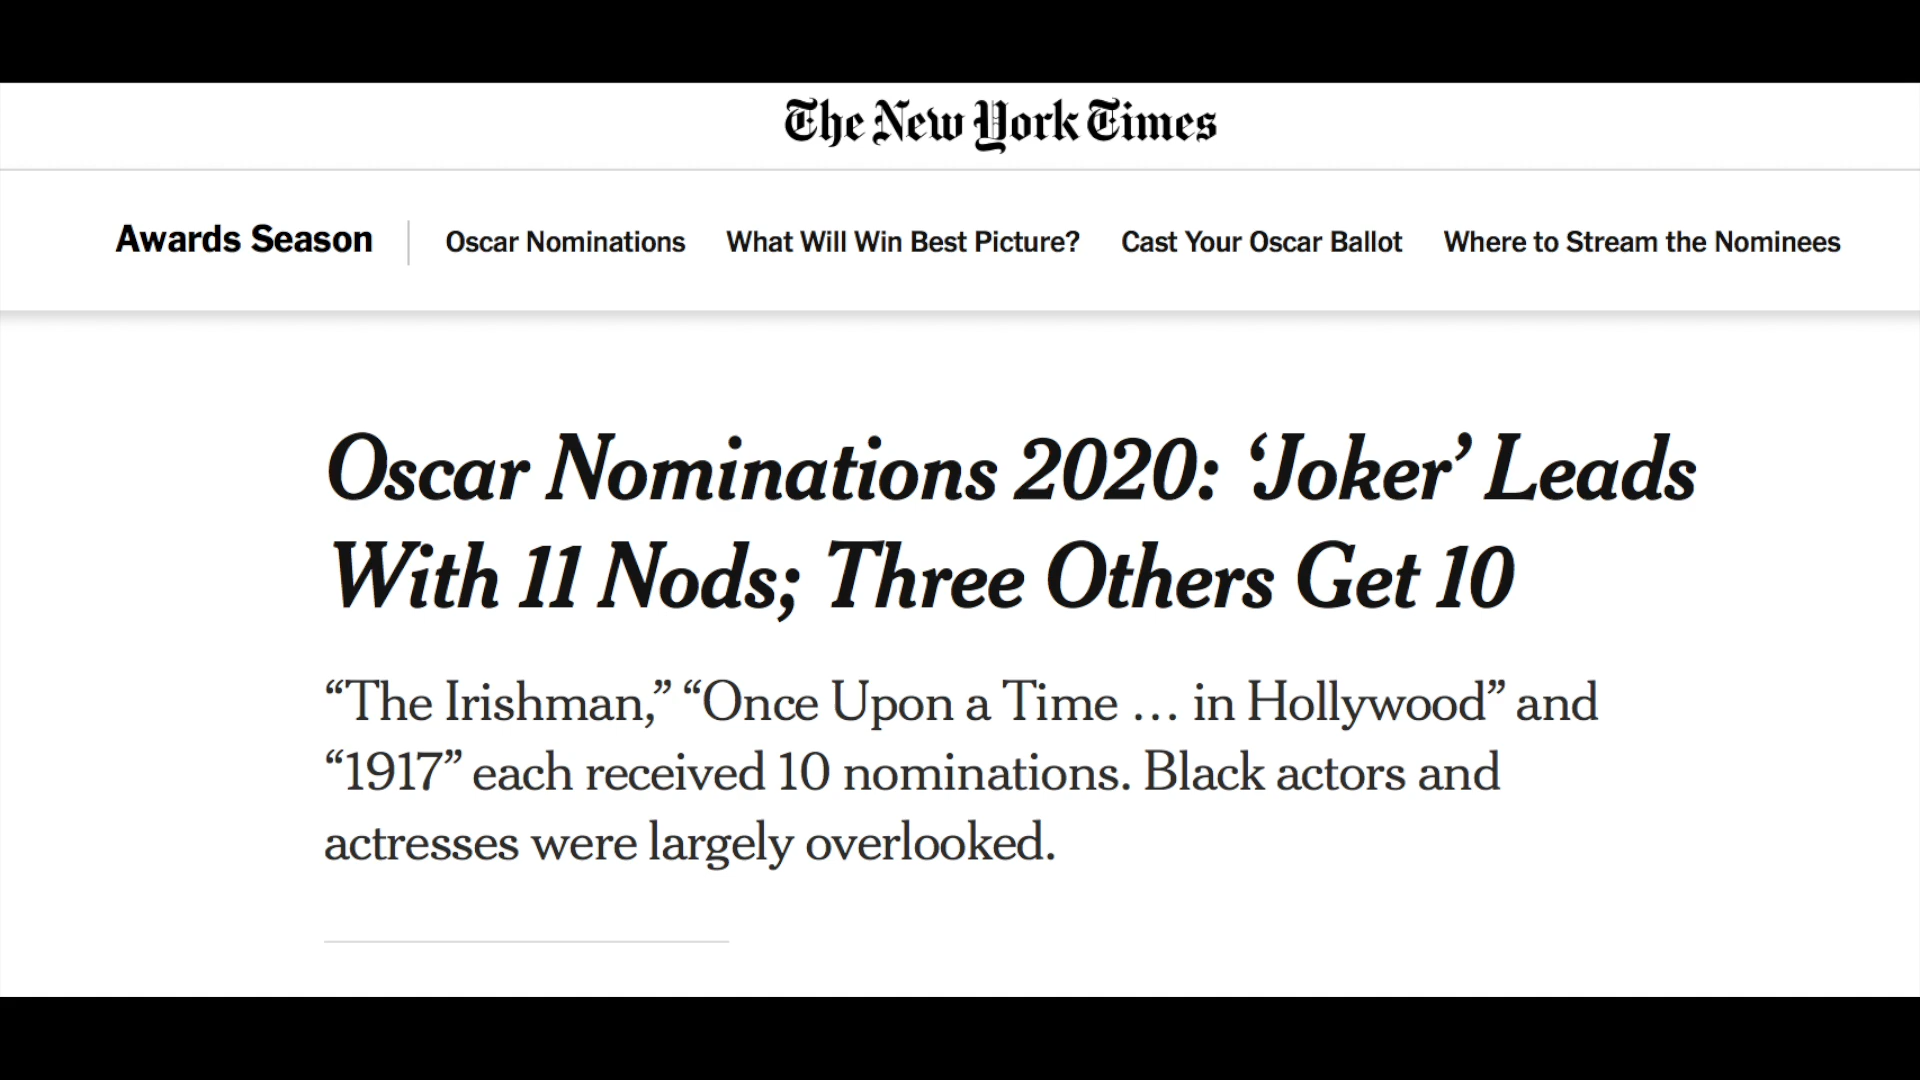 The New York Times
Awards Season
Oscar Nominations What Will Win Best Picture? Cast Your Oscar Ballot Where to Stream the Nominees
Oscar Nominations 2020: ‘Joker’ Leads
With 11 Nods; Three Others Get 10
“The Irishman,” “Once Upon a Time … in Hollywood” and
“1917” each received 10 nominations. Black actors and
actresses were largely overlooked.